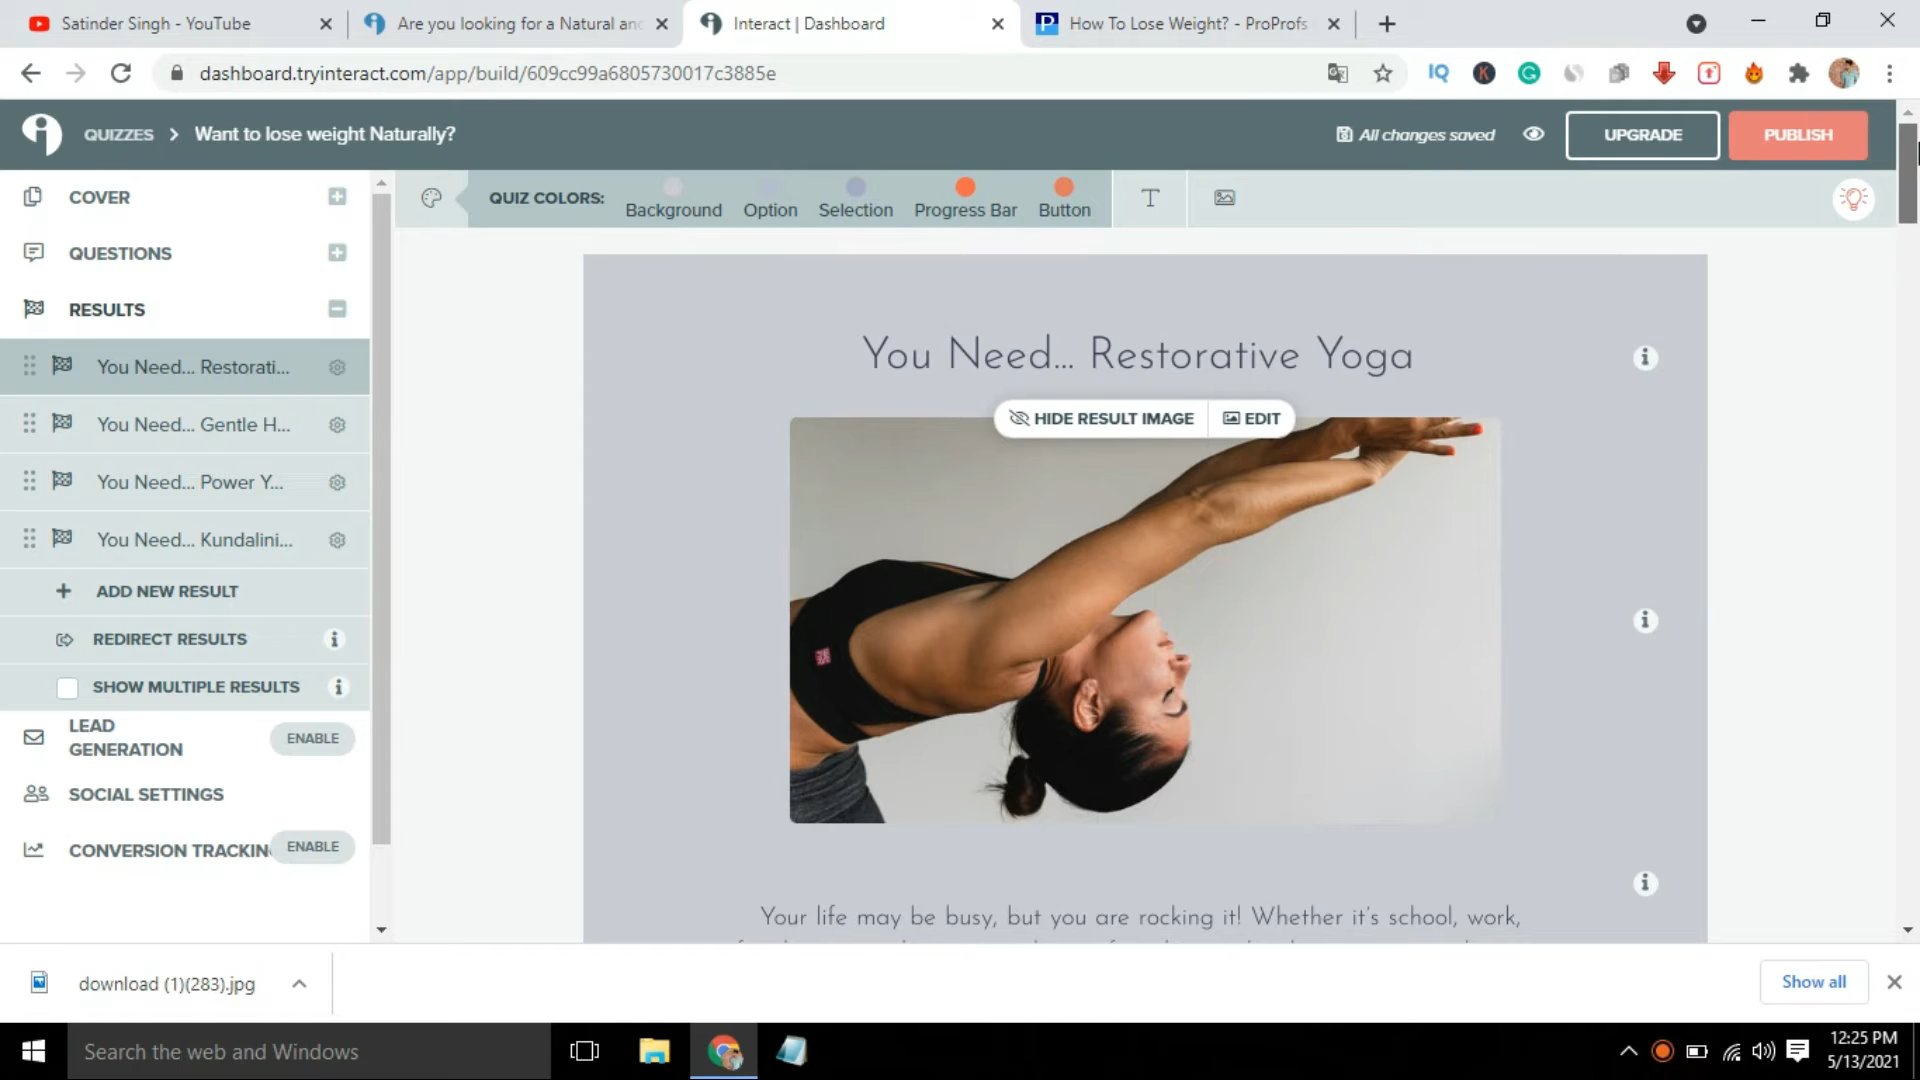 Satinder Singh - YouTube
Are you looking for a Natural an
Interact | Dashboard
How To Lose Weight? - ProProfs
dashboard.tryinteract.com/app/build/609cc99a6805730017c3885e
QUIZZES > Want to lose weight Naturally?
All changes saved
UPGRADE
PUBLISH
COVER
QUESTIONS
RESULTS
You Need... Restorati...
You Need... Gentle H...
You Need... Power Y...
You Need... Kundalini...
ADD NEW RESULT
REDIRECT RESULTS
SHOW MULTIPLE RESULTS
LEAD
GENERATION
ENABLE
SOCIAL SETTINGS
CONVERSION TRACKIN
ENABLE
QUIZ COLORS:
Background
Option
Selection
Progress Bar
Button
You Need... Restorative Yoga
HIDE RESULT IMAGE
EDIT
Your life may be busy, but you are rocking it! Whether it's school, work,
download (1)(283).jpg
Show all
Search the web and Windows
12:25 PM
5/13/2021